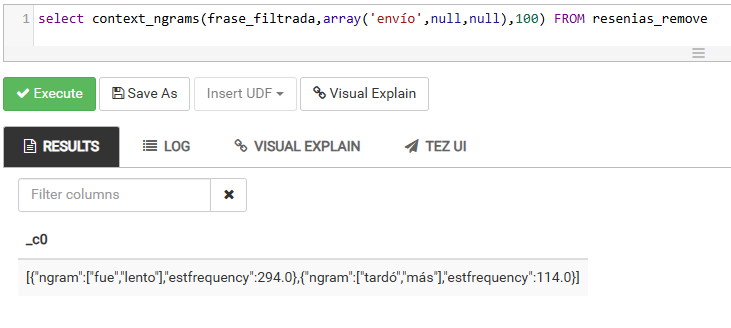 1 select context_ngrams(frase_filtrada,array('envío',null,null),100) FROM resenias_remove
Execute Save As Insert UDF Visual Explain
RESULTS LOG VISUAL EXPLAIN TEZ UI
Filter columns
_c0
[{"ngram":["fue","lento"],"estfrequency":294.0},{"ngram":["tardó","más"],"estfrequency":114.0}]